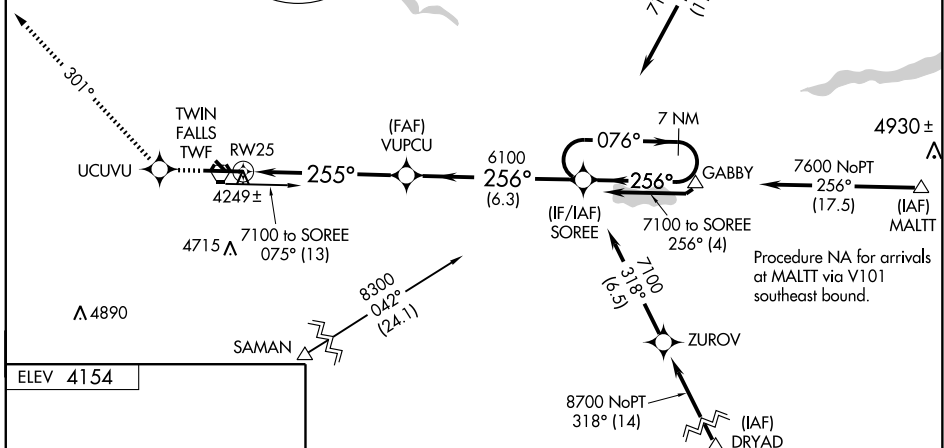 7
(1
301°
TWIN
FALLS
TWF
RW25
UCUVU
4249±
255°
(FAF)
VUPCU
6100
256°
(6.3)
7 NM
076°
256°
GABBY
(IF/IAF)
SOREE
7100 to SOREE
256° (4)
4930±
7600 NoPT
256°
(17.5)
(IAF)
MALTT
Procedure NA for arrivals
at MALTT via V101
southeast bound.
4715
7100 to SOREE
075° (13)
4890
8300
042°
(24.1)
SAMAN
7100
318°
(6.5)
ZUROV
8700 NoPT
318° (14)
(IAF)
DRYAD
ELEV 4154